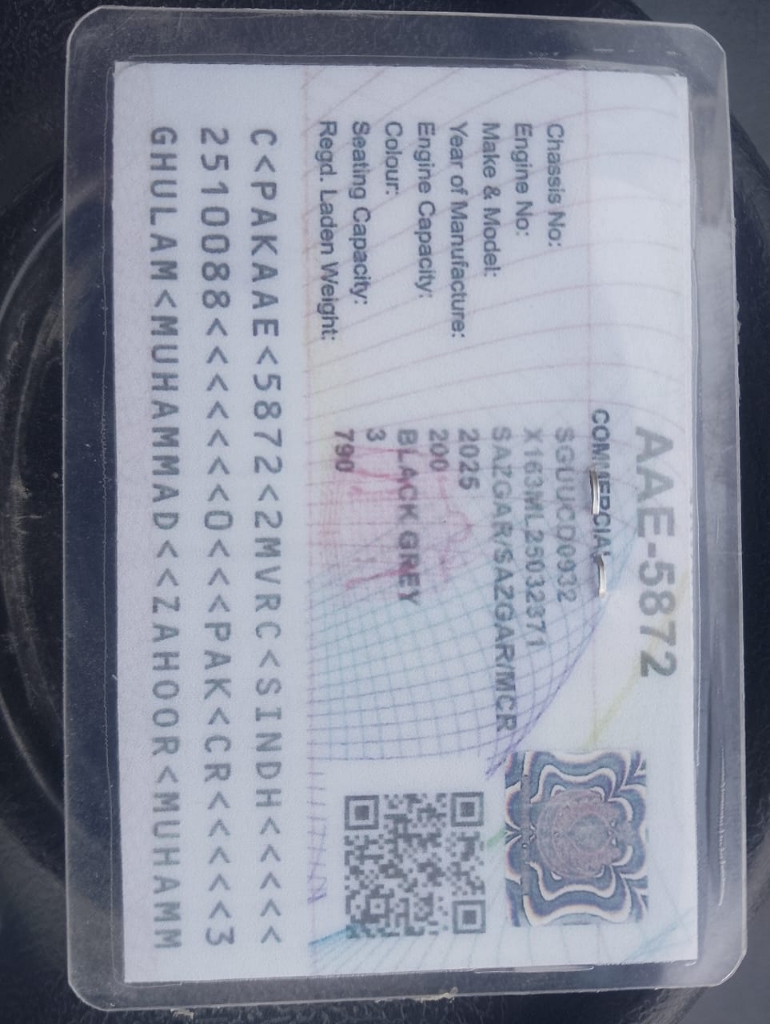 AAE-5872
COMMERCIAL
Chassis No: SGUUCD0932
Engine No: X163ML25032371
Make & Model: SAZGAR/SAZGAR/MCR
Year of Manufacture: 2025
Engine Capacity: 200
Colour: BLACK GREY
Seating Capacity: 3
Regd. Laden Weight: 790
C<PAKAAE<5872<2MVRC<SINDH<<<<<
2510088<<<<<<<O<<<PAK<CR<<<<<<3
GHULAM<MUHAMMAD<<ZAHOOR<MUHAMM